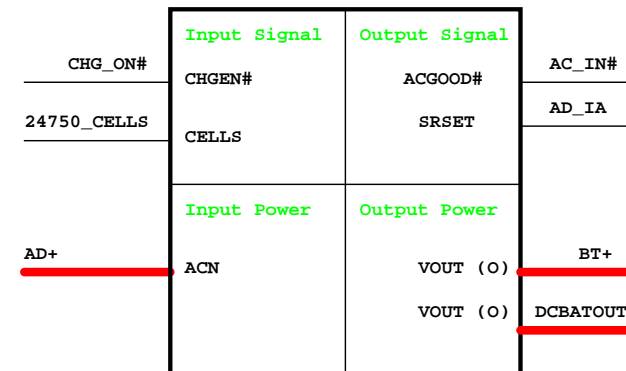 Input Signal Output Signal
CHG_ON# CHGEN# ACGOOD# AC_IN#
24750_CELLS CELLS SRSET AD_IA
Input Power Output Power
AD+ ACN VOUT (O) BT+
VOUT (O) DCBATOUT